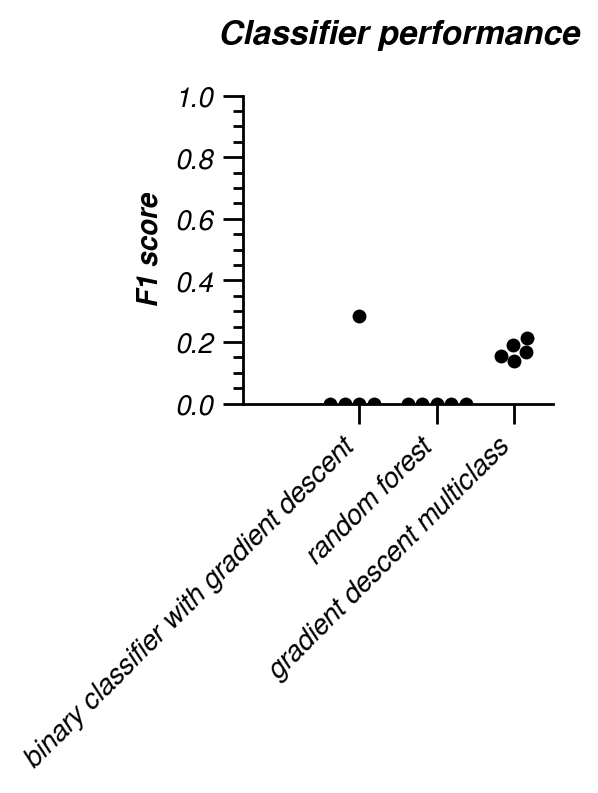 Classifier performance
F1 score
1.0
0.8
0.6
0.4
0.2
0.0
binary classifier with gradient descent
random forest
gradient descent multiclass